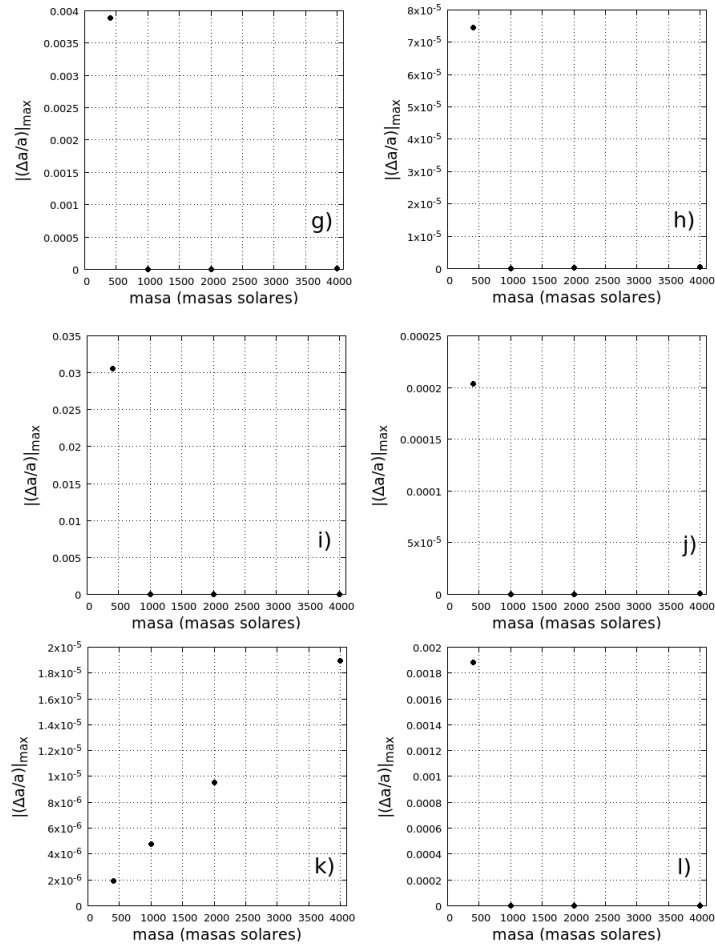 0.004
0.0035
0.003
0.0025
0.002
0.0015
0.001
0.0005
0
0 500 1000 1500 2000 2500 3000 3500 4000
|(Δa/a)|max
masa (masas solares)
g)
8x10-5
7x10-5
6x10-5
5x10-5
4x10-5
3x10-5
2x10-5
1x10-5
0
0 500 1000 1500 2000 2500 3000 3500 4000
|(Δa/a)|max
masa (masas solares)
h)
0.035
0.03
0.025
0.02
0.015
0.01
0.005
0
0 500 1000 1500 2000 2500 3000 3500 4000
|(Δa/a)|max
masa (masas solares)
i)
0.00025
0.0002
0.00015
0.0001
5x10-5
0
0 500 1000 1500 2000 2500 3000 3500 4000
|(Δa/a)|max
masa (masas solares)
j)
2x10-5
1.8x10-5
1.6x10-5
1.4x10-5
1.2x10-5
1x10-5
8x10-6
6x10-6
4x10-6
2x10-6
0
0 500 1000 1500 2000 2500 3000 3500 4000
|(Δa/a)|max
masa (masas solares)
k)
0.002
0.0018
0.0016
0.0014
0.0012
0.001
0.0008
0.0006
0.0004
0.0002
0
0 500 1000 1500 2000 2500 3000 3500 4000
|(Δa/a)|max
masa (masas solares)
l)